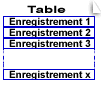 Table
Enregistrement 1
Enregistrement 2
Enregistrement 3
Enregistrement x